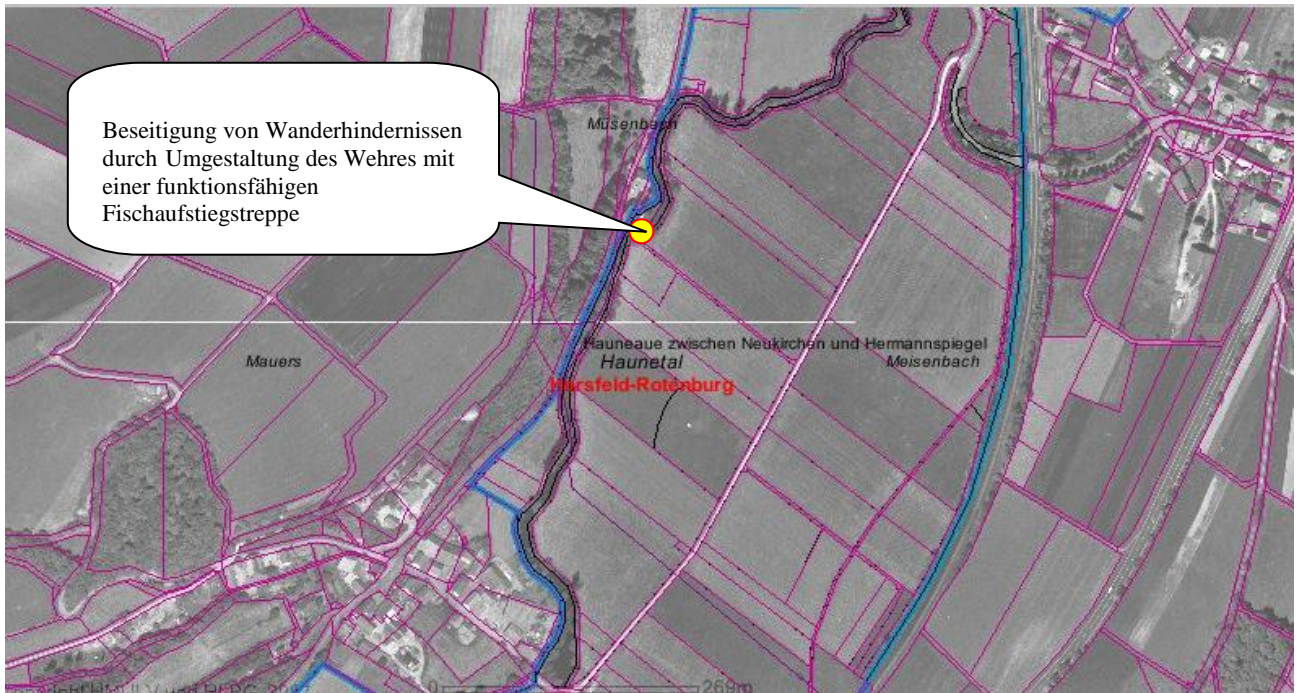 Beseitigung von Wanderhindernissen
durch Umgestaltung des Wehres mit
einer funktionsfähigen
Fischaufstiegstreppe
Müsenbach
Hauneaue zwischen Neukirchen und Hermannspiegel
Mauers
Haunetal
Meisenbach
Hersfeld-Rotenburg
0
269m